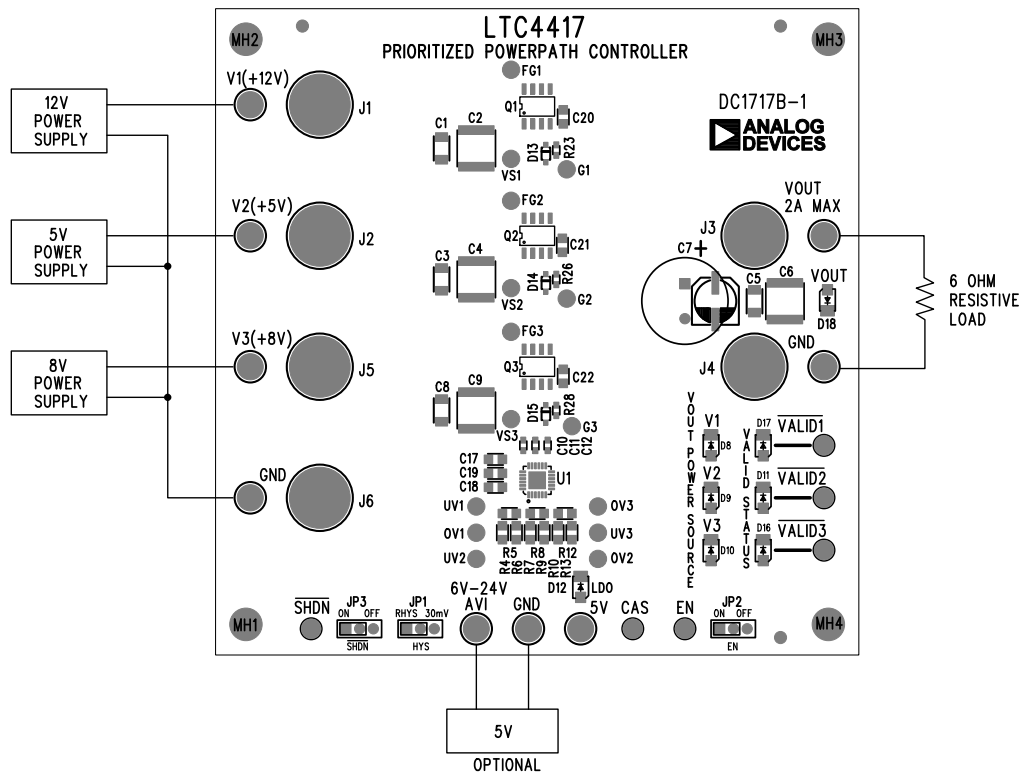 LTC4417
PRIORITIZED POWERPATH CONTROLLER
MH2
MH3
FG1
V1(+12V)
12V
POWER
SUPPLY
J1
Q1
C20
DC1717B-1
ANALOG
DEVICES
C1
C2
D13
R23
VS1
G1
FG2
V2(+5V)
5V
POWER
SUPPLY
J2
Q2
C21
VOUT
2A MAX
J3
C7
+
C3
C4
D14
R26
VS2
G2
C5
C6
VOUT
D18
6 OHM
RESISTIVE
LOAD
FG3
V3(+8V)
8V
POWER
SUPPLY
J5
Q3
C22
GND
J4
C8
C9
D15
R28
VS3
G3
C10
C11
C12
VOUT POWER SOURCE
V1
D8
V2
D9
V3
D10
VALID STATUS
D17
VALID1
D11
VALID2
D16
VALID3
GND
J6
C17
C19
C18
U1
UV1
OV1
UV2
OV3
UV3
OV2
R5
R8
R12
R4
R6
R7
R9
R10
R13
D12
LDO
MH1
SHDN
JP3
ON OFF
SHDN
JP1
RHYS 30mV
HYS
6V-24V
AVI
GND
5V
CAS
EN
JP2
ON OFF
EN
MH4
5V
OPTIONAL